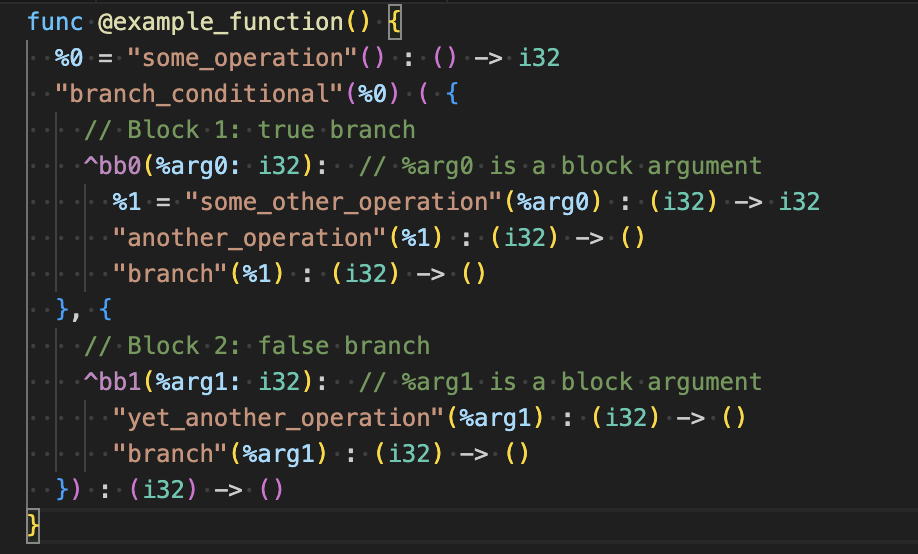 func @example_function() {
  %0 = "some_operation"() : () -> i32
  "branch_conditional"(%0) ( {
    // Block 1: true branch
    ^bb0(%arg0: i32):  // %arg0 is a block argument
      %1 = "some_other_operation"(%arg0) : (i32) -> i32
      "another_operation"(%1) : (i32) -> ()
      "branch"(%1) : (i32) -> ()
  }, {
    // Block 2: false branch
    ^bb1(%arg1: i32):  // %arg1 is a block argument
      "yet_another_operation"(%arg1) : (i32) -> ()
      "branch"(%arg1) : (i32) -> ()
  }) : (i32) -> ()
}